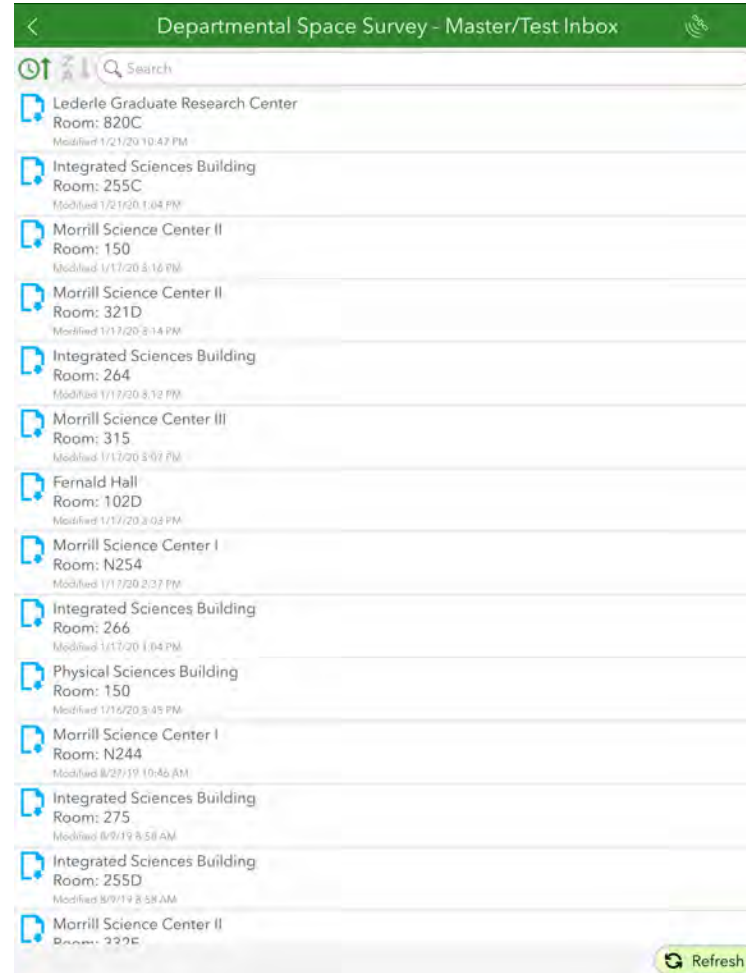 Departmental Space Survey - Master/Test Inbox
Search
Lederle Graduate Research Center
Room: 820C
Modified 1/21/20 10:47 PM
Integrated Sciences Building
Room: 255C
Modified 1/21/20 1:04 PM
Morrill Science Center II
Room: 150
Modified 1/17/20 3:16 PM
Morrill Science Center II
Room: 321D
Modified 1/17/20 3:14 PM
Integrated Sciences Building
Room: 264
Modified 1/17/20 3:12 PM
Morrill Science Center III
Room: 315
Modified 1/17/20 3:07 PM
Fernald Hall
Room: 102D
Modified 1/17/20 3:03 PM
Morrill Science Center I
Room: N254
Modified 1/17/20 2:37 PM
Integrated Sciences Building
Room: 266
Modified 1/17/20 1:04 PM
Physical Sciences Building
Room: 150
Modified 1/16/20 3:45 PM
Morrill Science Center I
Room: N244
Modified 8/27/19 10:46 AM
Integrated Sciences Building
Room: 275
Modified 8/9/19 8:58 AM
Integrated Sciences Building
Room: 255D
Modified 8/9/19 8:58 AM
Morrill Science Center II
Room:
Refresh